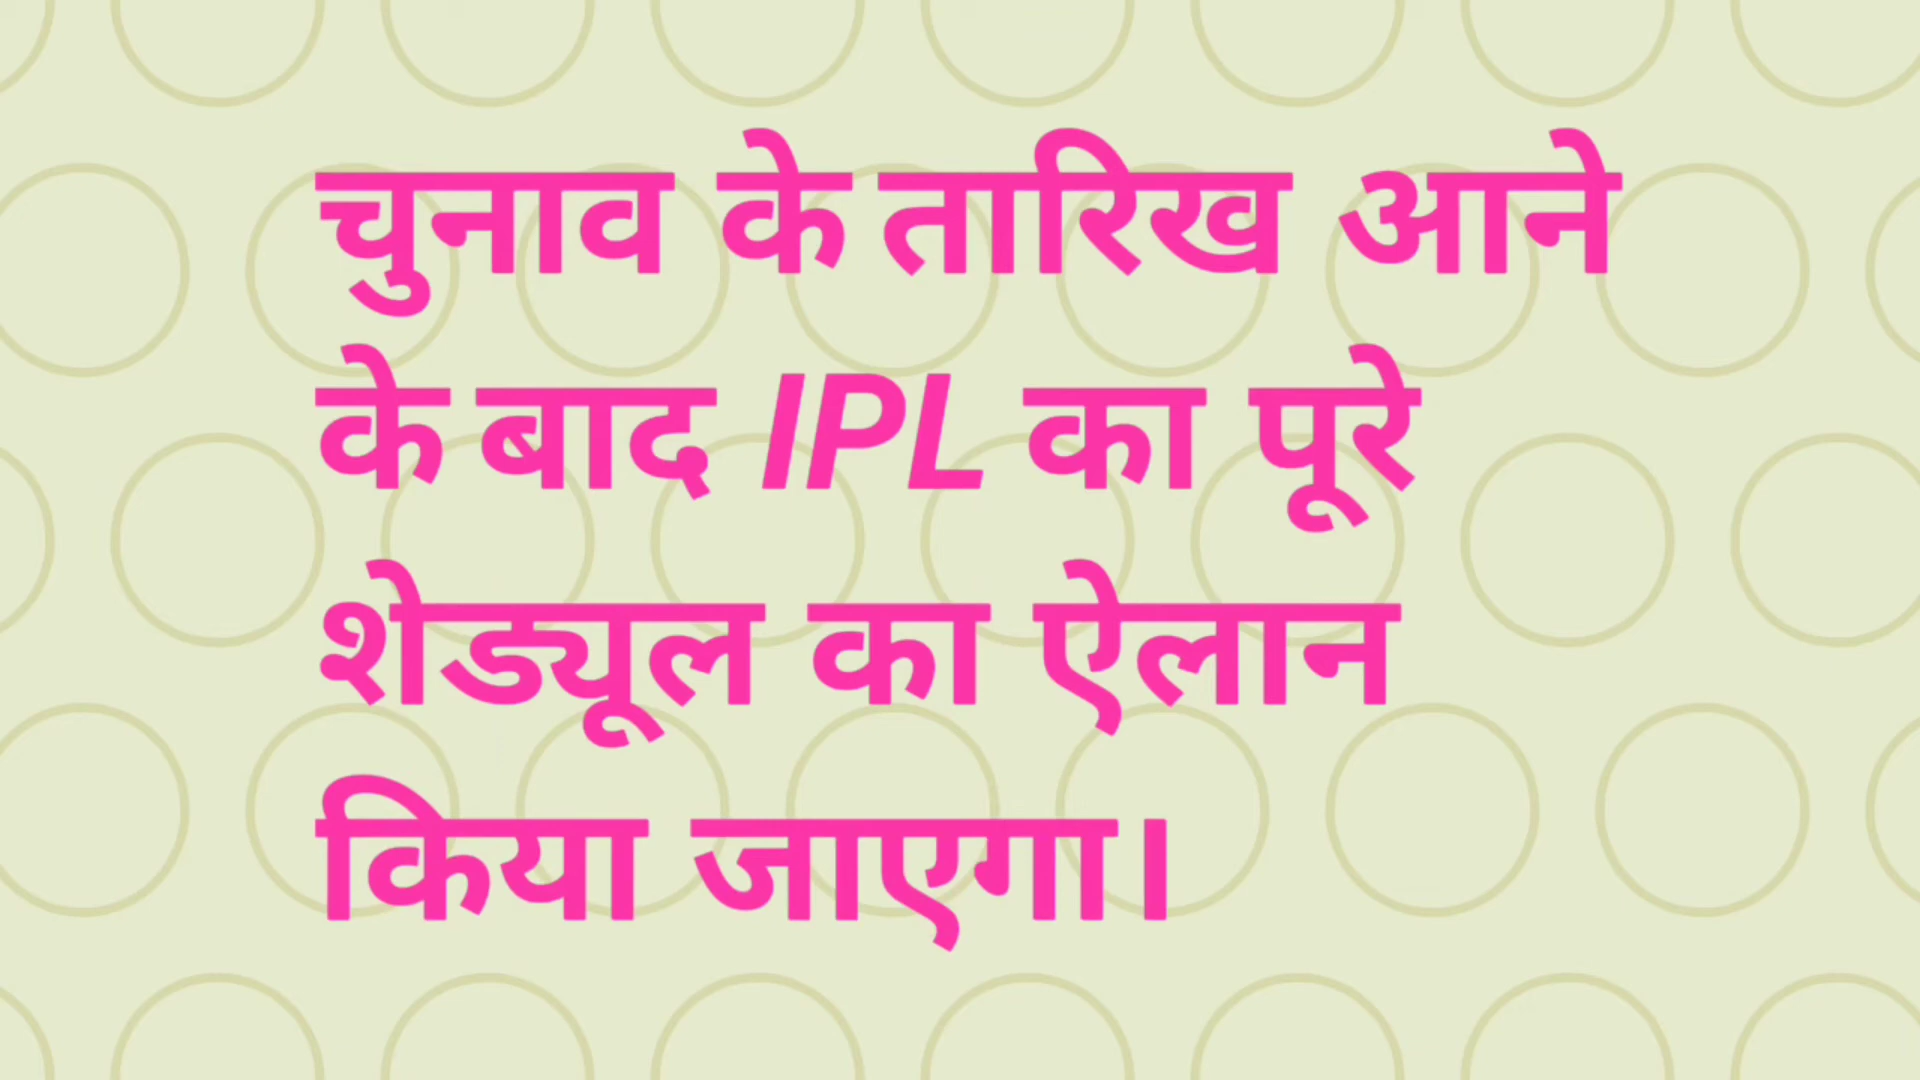 चुनाव के तारिख आने
के बाद IPL का पूरे
शेड्यूल का ऐलान
किया जाएगा।